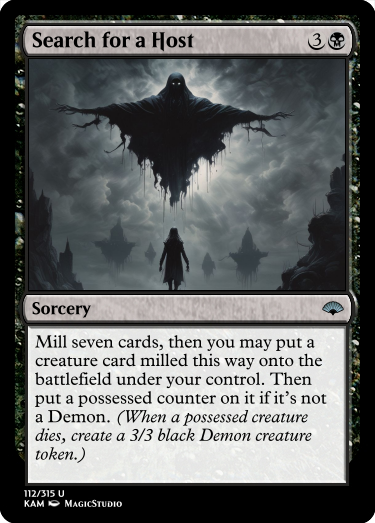 Search for a Host 3
Sorcery
Mill seven cards, then you may put a
creature card milled this way onto the
battlefield under your control. Then
put a possessed counter on it if it's not
a Demon. (When a possessed creature
dies, create a 3/3 black Demon creature
token.)
112/315 U
KAM MagicStudio